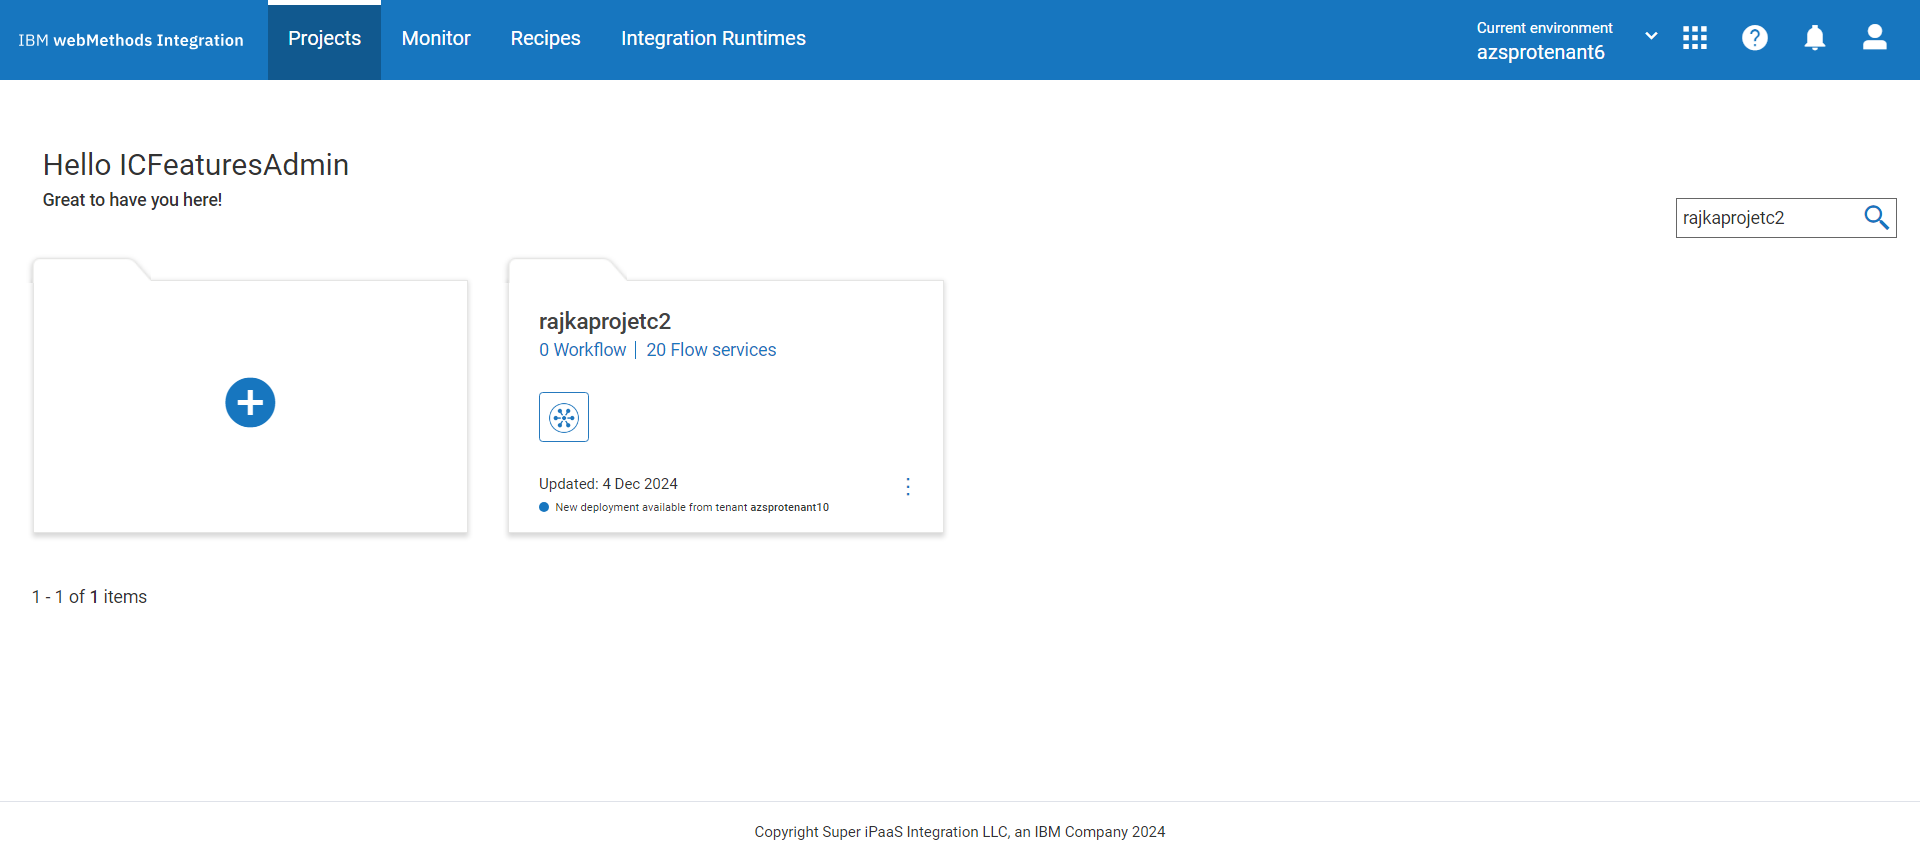 IBM webMethods Integration
Projects
Monitor
Recipes
Integration Runtimes
Current environment
azsprotenant6
Hello ICFeaturesAdmin
Great to have you here!
rajkaprojetc2
rajkaprojetc2
0 Workflow | 20 Flow services
Updated: 4 Dec 2024
New deployment available from tenant azsprotenant10
1 - 1 of 1 items
Copyright Super iPaaS Integration LLC, an IBM Company 2024